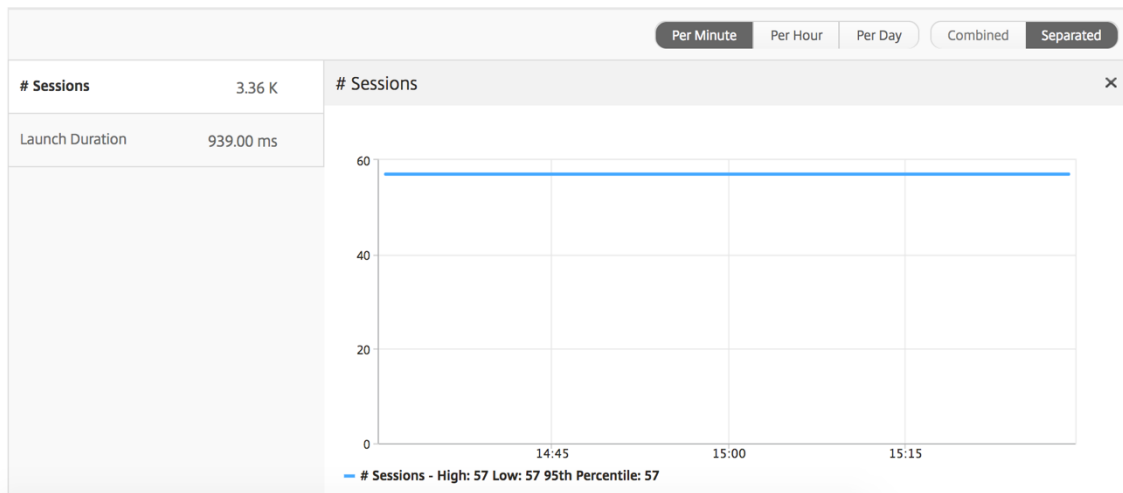 Per Minute Per Hour Per Day Combined Separated
# Sessions 3.36 K
Launch Duration 939.00 ms
# Sessions ×
60
40
20
0
14:45 15:00 15:15
# Sessions - High: 57 Low: 57 95th Percentile: 57